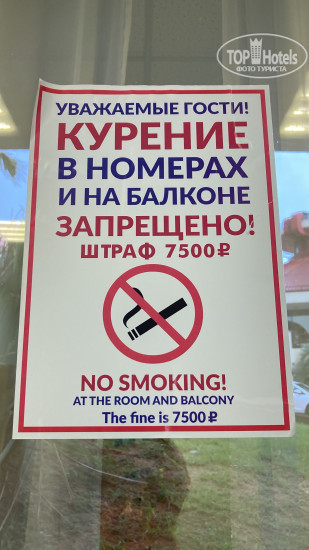 TOP Hotels
ФОТО ТУРИСТА
УВАЖАЕМЫЕ ГОСТИ!
КУРЕНИЕ
В НОМЕРАХ
И НА БАЛКОНЕ
ЗАПРЕЩЕНО!
ШТРАФ 7500₽
NO SMOKING!
AT THE ROOM AND BALCONY
The fine is 7500₽